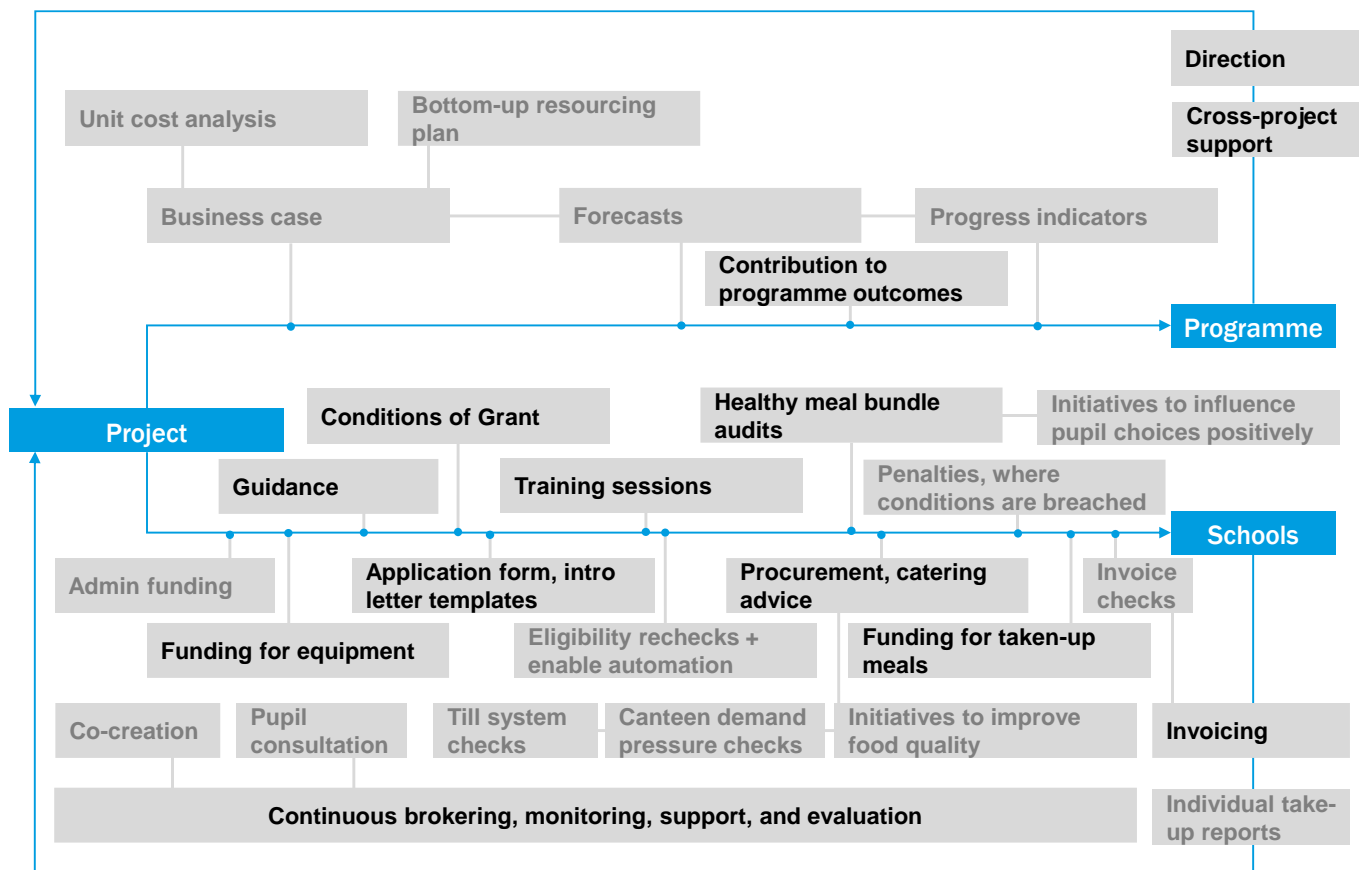 Direction
Cross-project
support
Unit cost analysis
Bottom-up resourcing
plan
Business case
Forecasts
Progress indicators
Contribution to
programme outcomes
Programme
Project
Conditions of Grant
Healthy meal bundle
audits
Initiatives to influence
pupil choices positively
Guidance
Training sessions
Penalties, where
conditions are breached
Schools
Admin funding
Application form, intro
letter templates
Procurement, catering
advice
Invoice
checks
Funding for equipment
Eligibility rechecks +
enable automation
Funding for taken-up
meals
Co-creation
Pupil
consultation
Till system
checks
Canteen demand
pressure checks
Initiatives to improve
food quality
Invoicing
Continuous brokering, monitoring, support, and evaluation
Individual take-
up reports